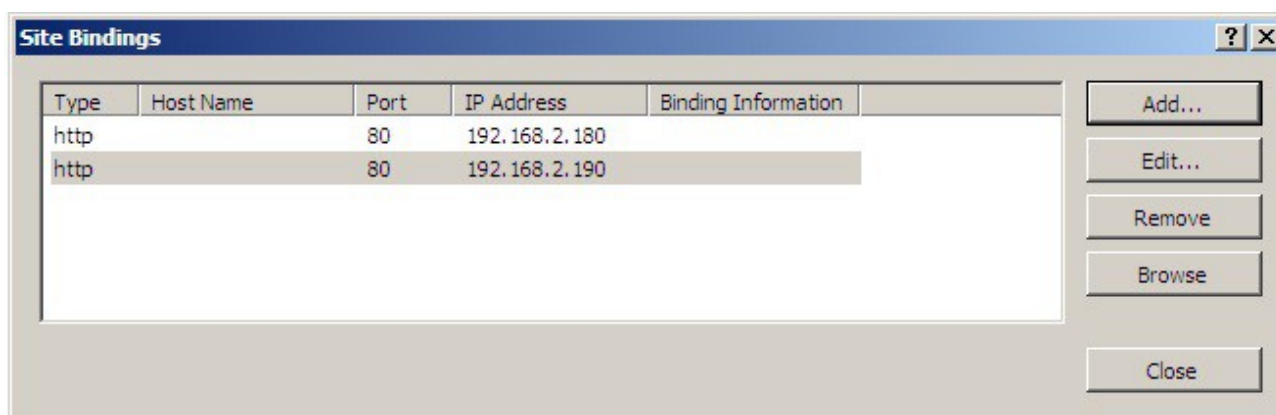 Site Bindings ? X
Type Host Name Port IP Address Binding Information
http 80 192.168.2.180
http 80 192.168.2.190
Add...
Edit...
Remove
Browse
Close